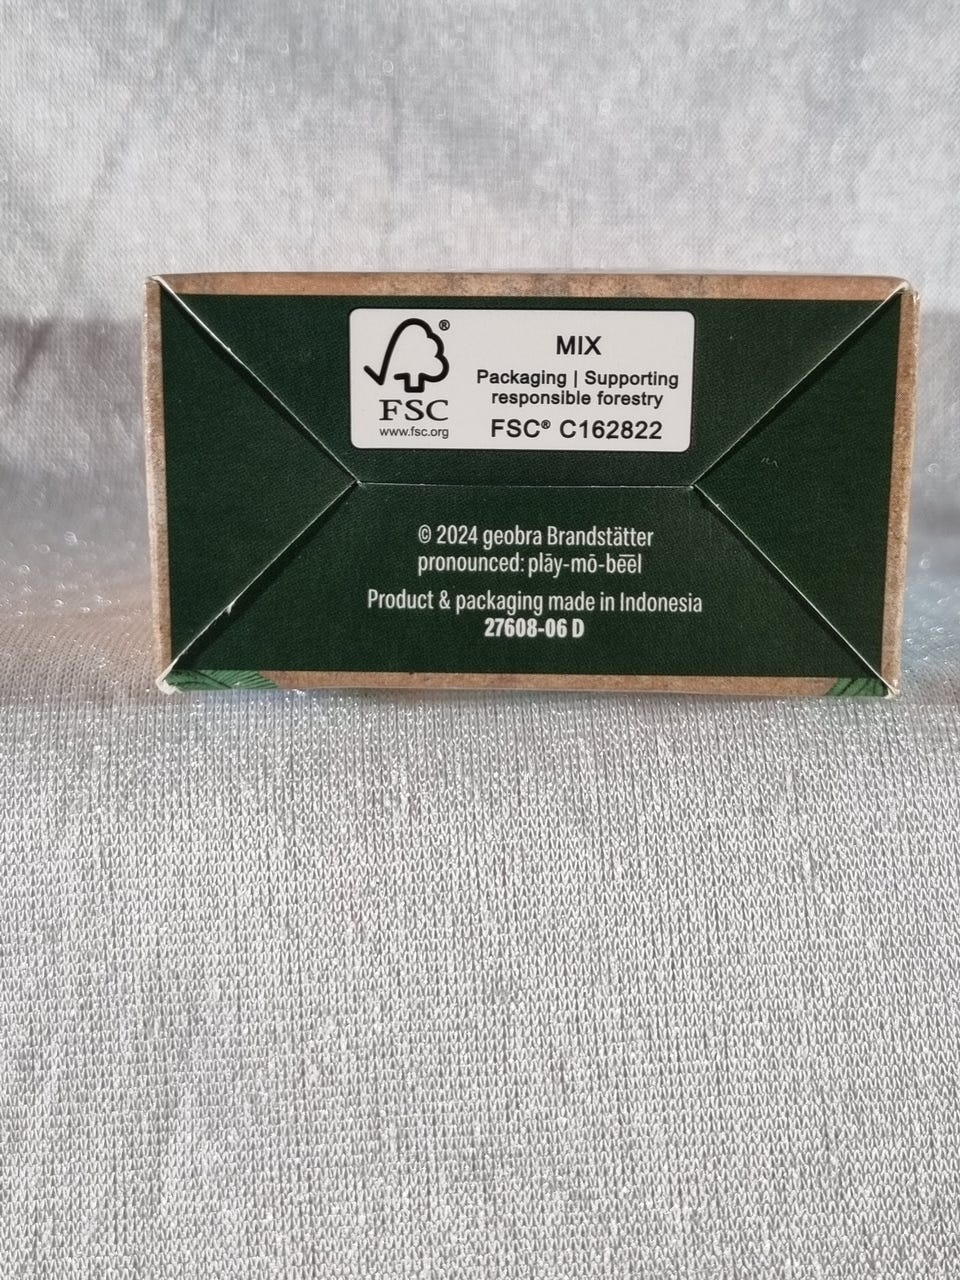 MIX
Packaging | Supporting
responsible forestry
FSC® C162822
®
FSC
www.fsc.org
© 2024 geobra Brandstätter
pronounced: plāy-mō-bēēl
Product & packaging made in Indonesia
27608-06 D